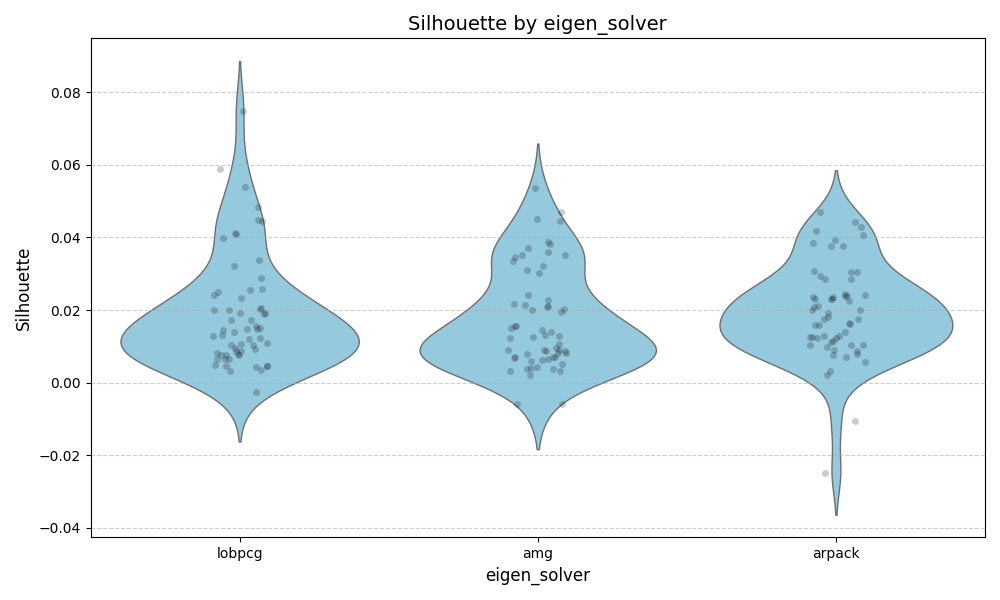 Silhouette by eigen_solver
Silhouette
0.08
0.06
0.04
0.02
0.00
−0.02
−0.04
lobpcg
amg
arpack
eigen_solver